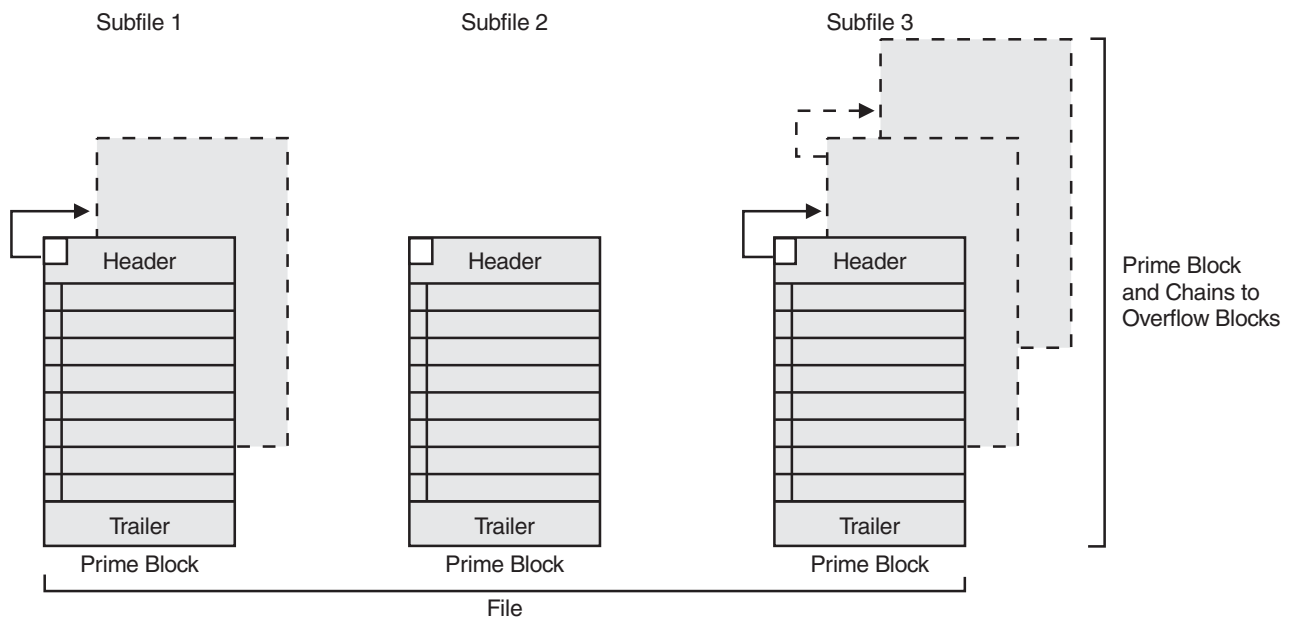 Subfile 1
Subfile 2
Subfile 3
Header
Header
Header
Prime Block
and Chains to
Overflow Blocks
Trailer
Trailer
Trailer
Prime Block
Prime Block
Prime Block
File